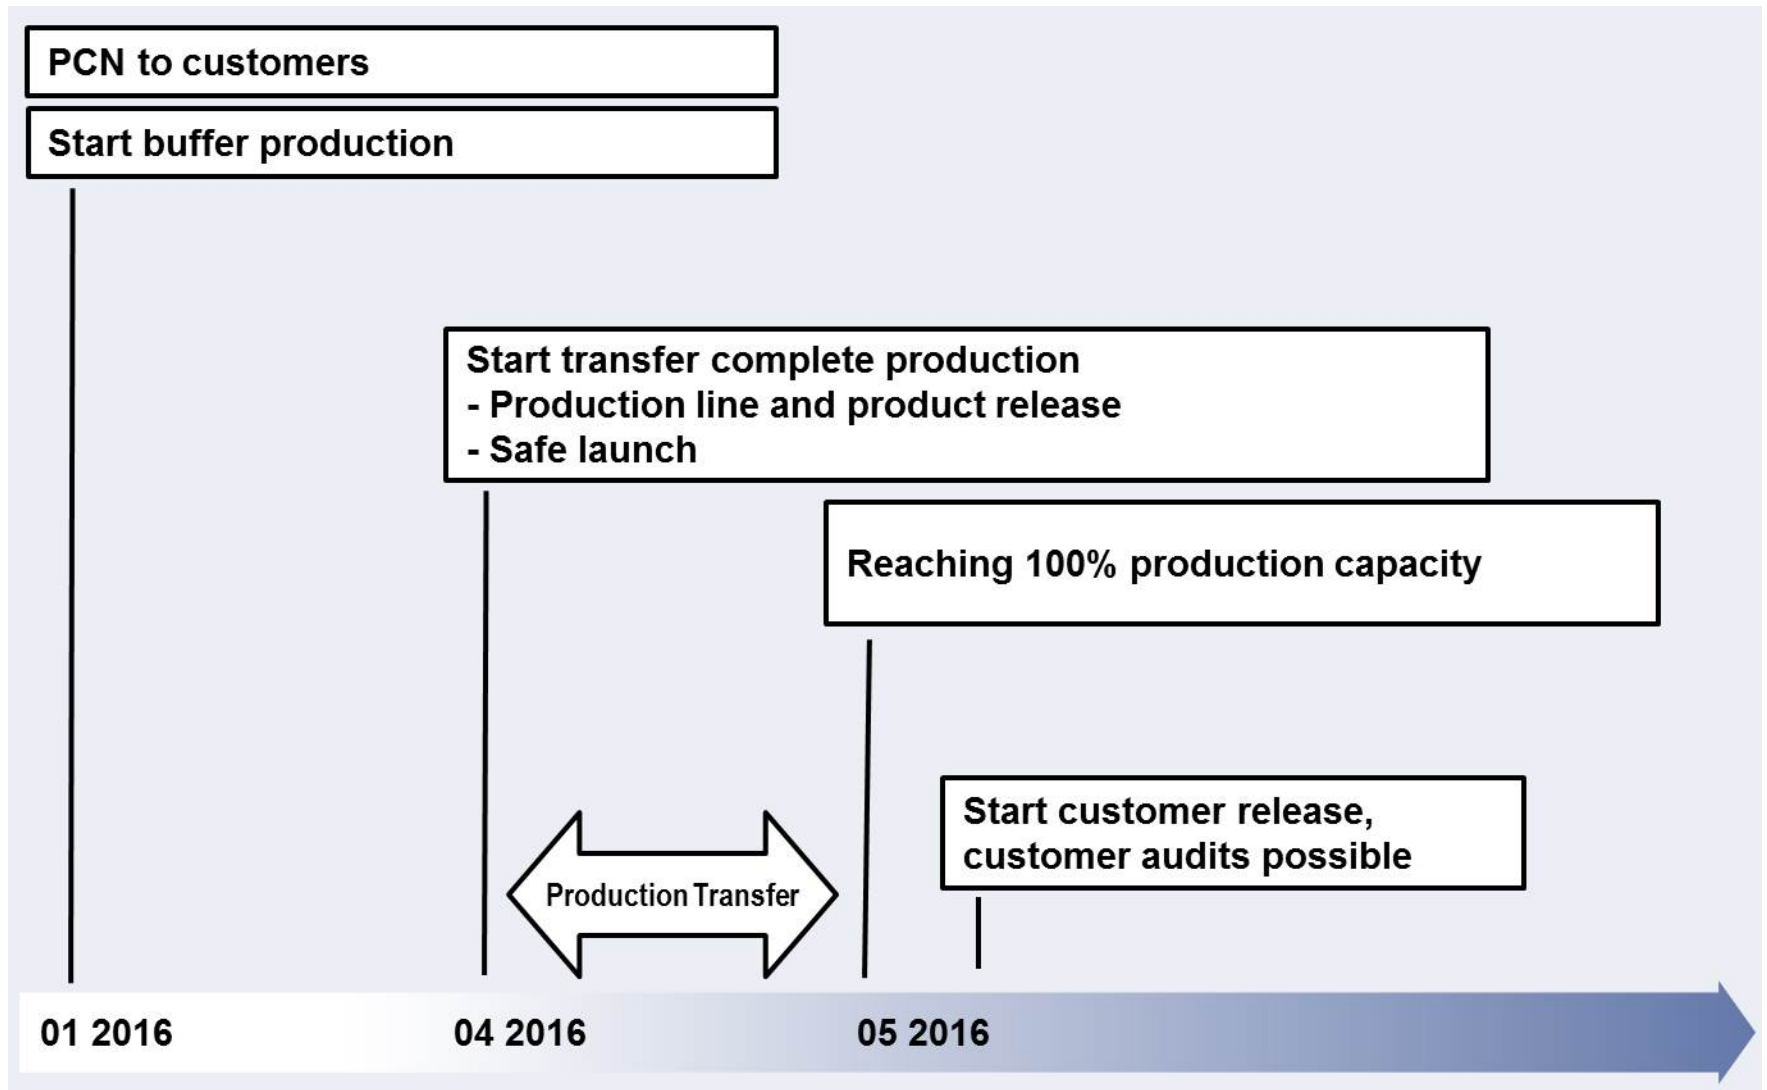 PCN to customers
Start buffer production
Start transfer complete production
- Production line and product release
- Safe launch
Reaching 100% production capacity
Start customer release,
customer audits possible
Production Transfer
01 2016
04 2016
05 2016